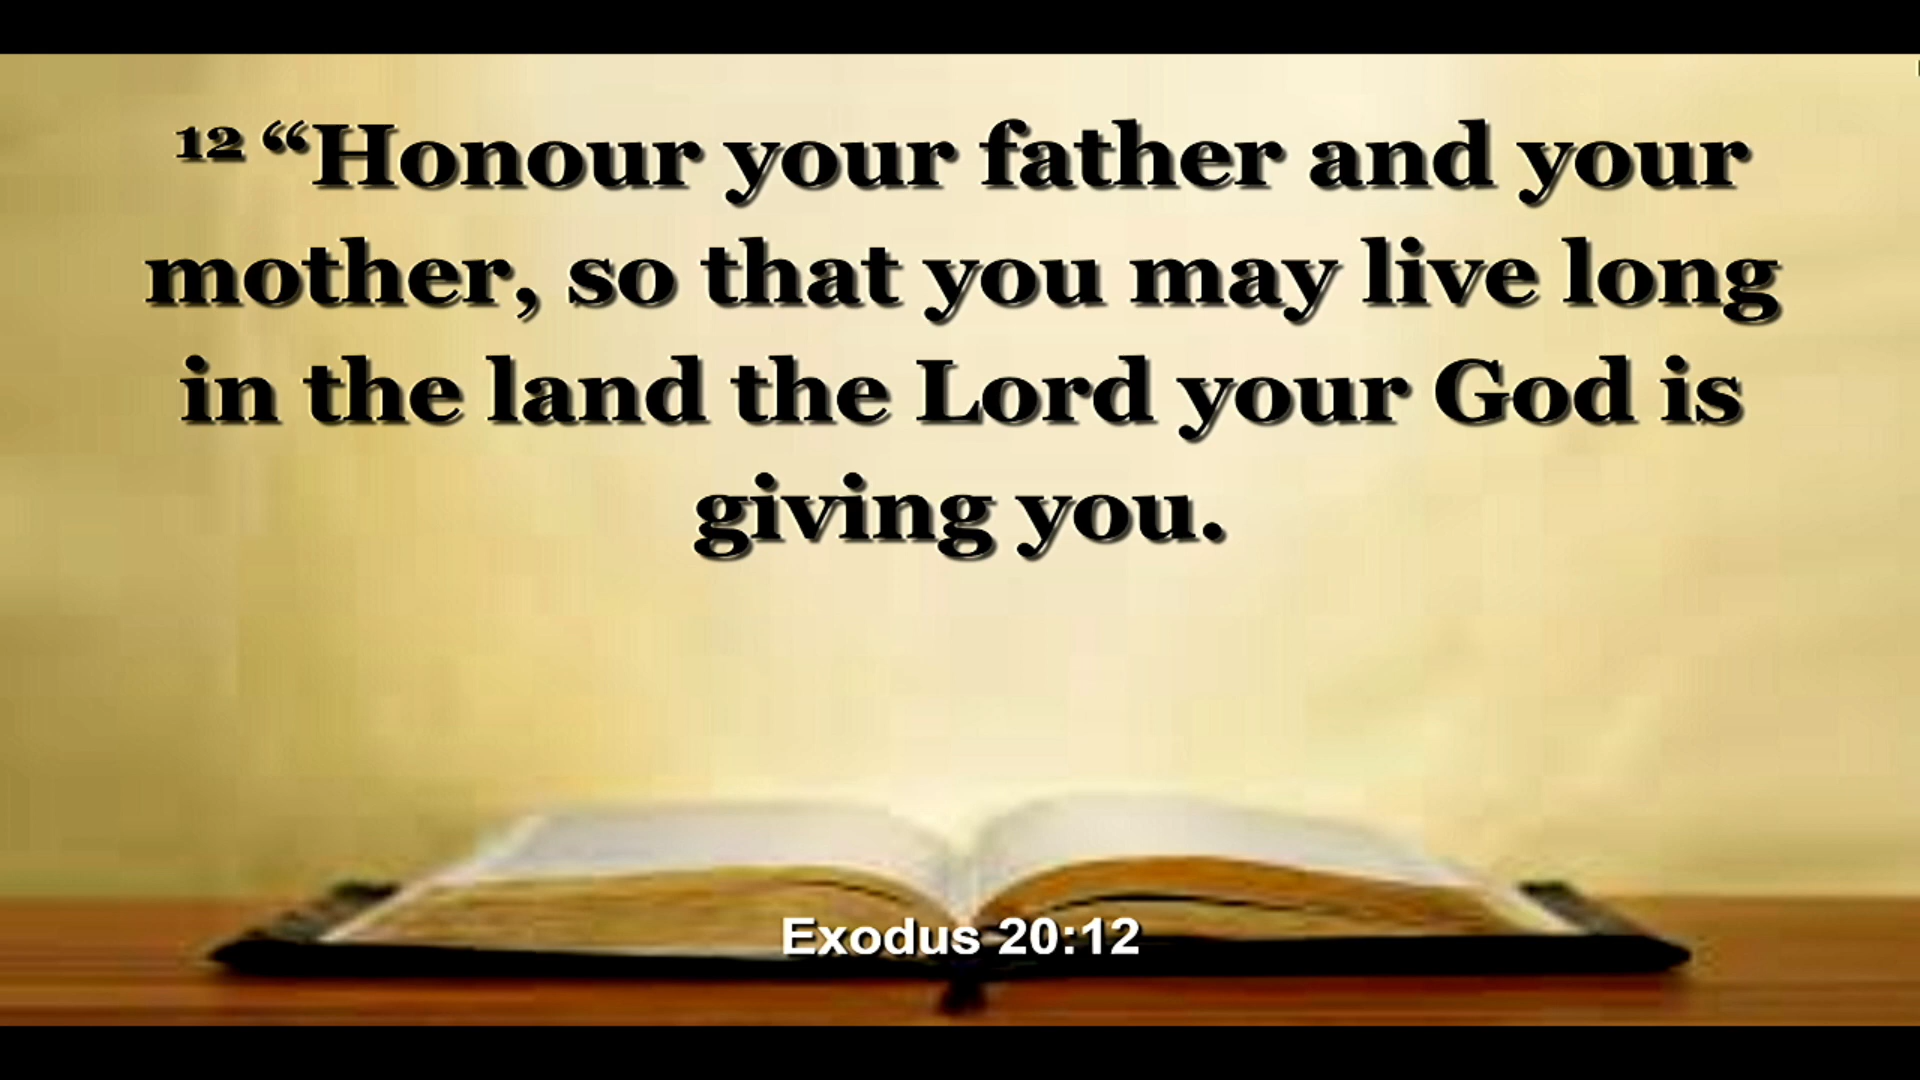 12 “Honour your father and your
mother, so that you may live long
in the land the Lord your God is
giving you.
Exodus 20:12